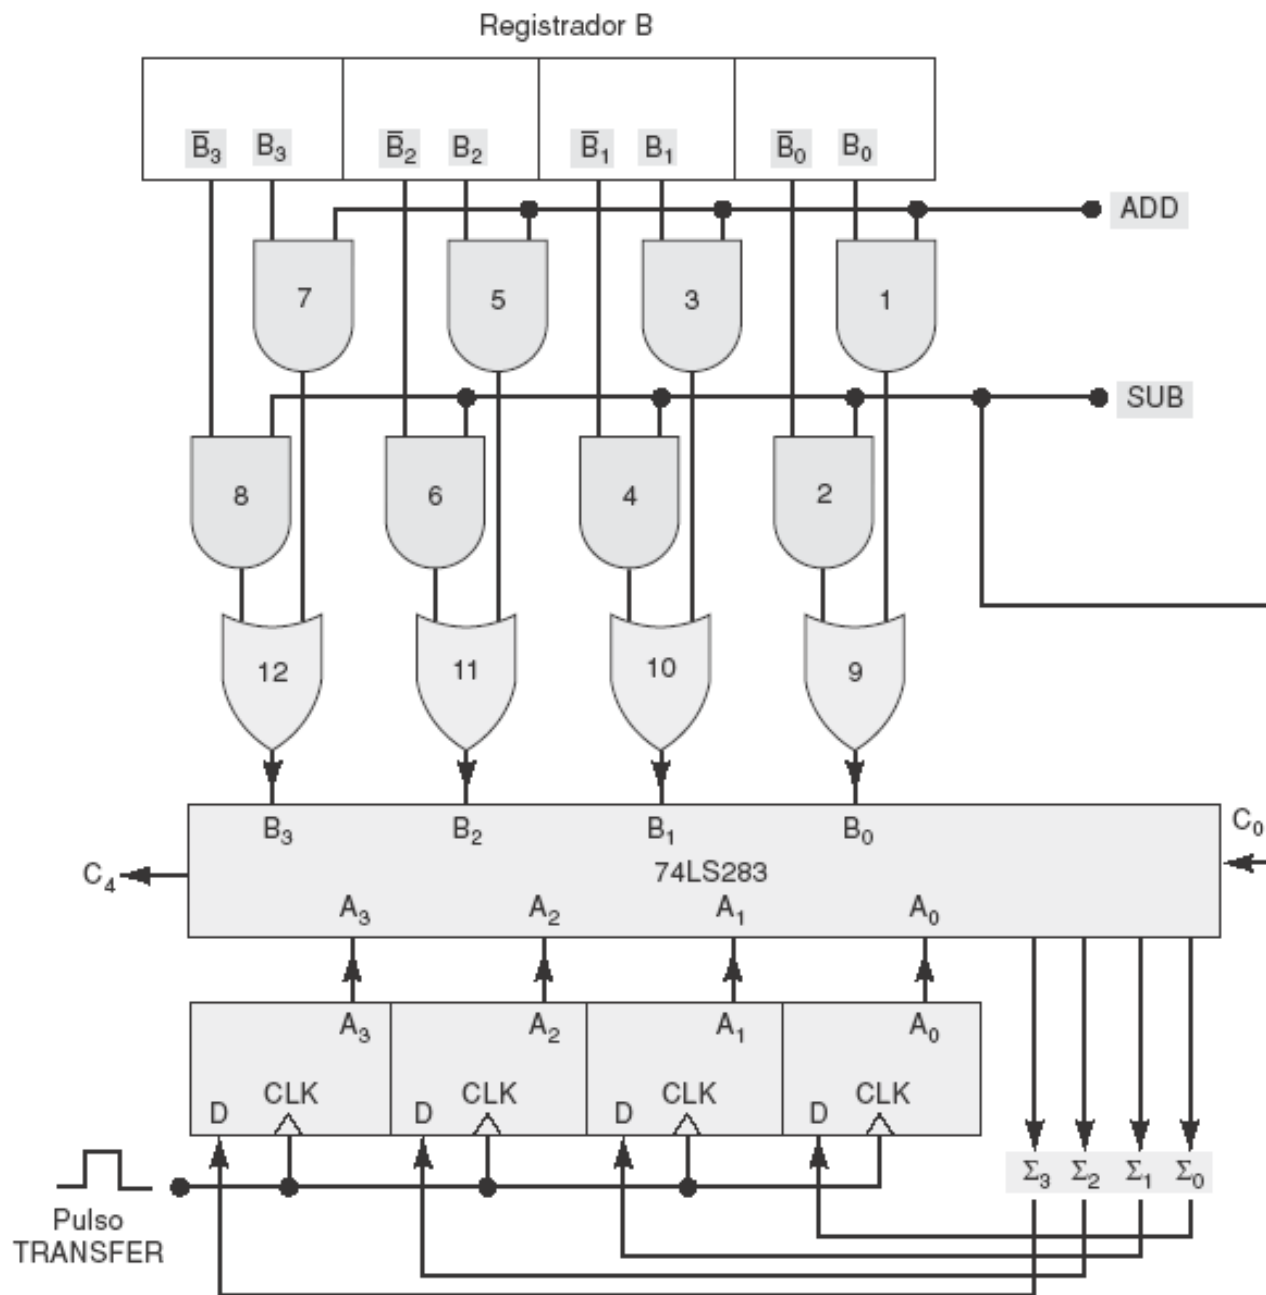 Registrador B
B̅₃ B₃ B̅₂ B₂ B̅₁ B₁ B̅₀ B₀
ADD
7 5 3 1
SUB
8 6 4 2
12 11 10 9
B₃ B₂ B₁ B₀ C₀
C₄ 74LS283
A₃ A₂ A₁ A₀
A₃ A₂ A₁ A₀
CLK CLK CLK CLK
D D D D
Σ₃ Σ₂ Σ₁ Σ₀
Pulso
TRANSFER